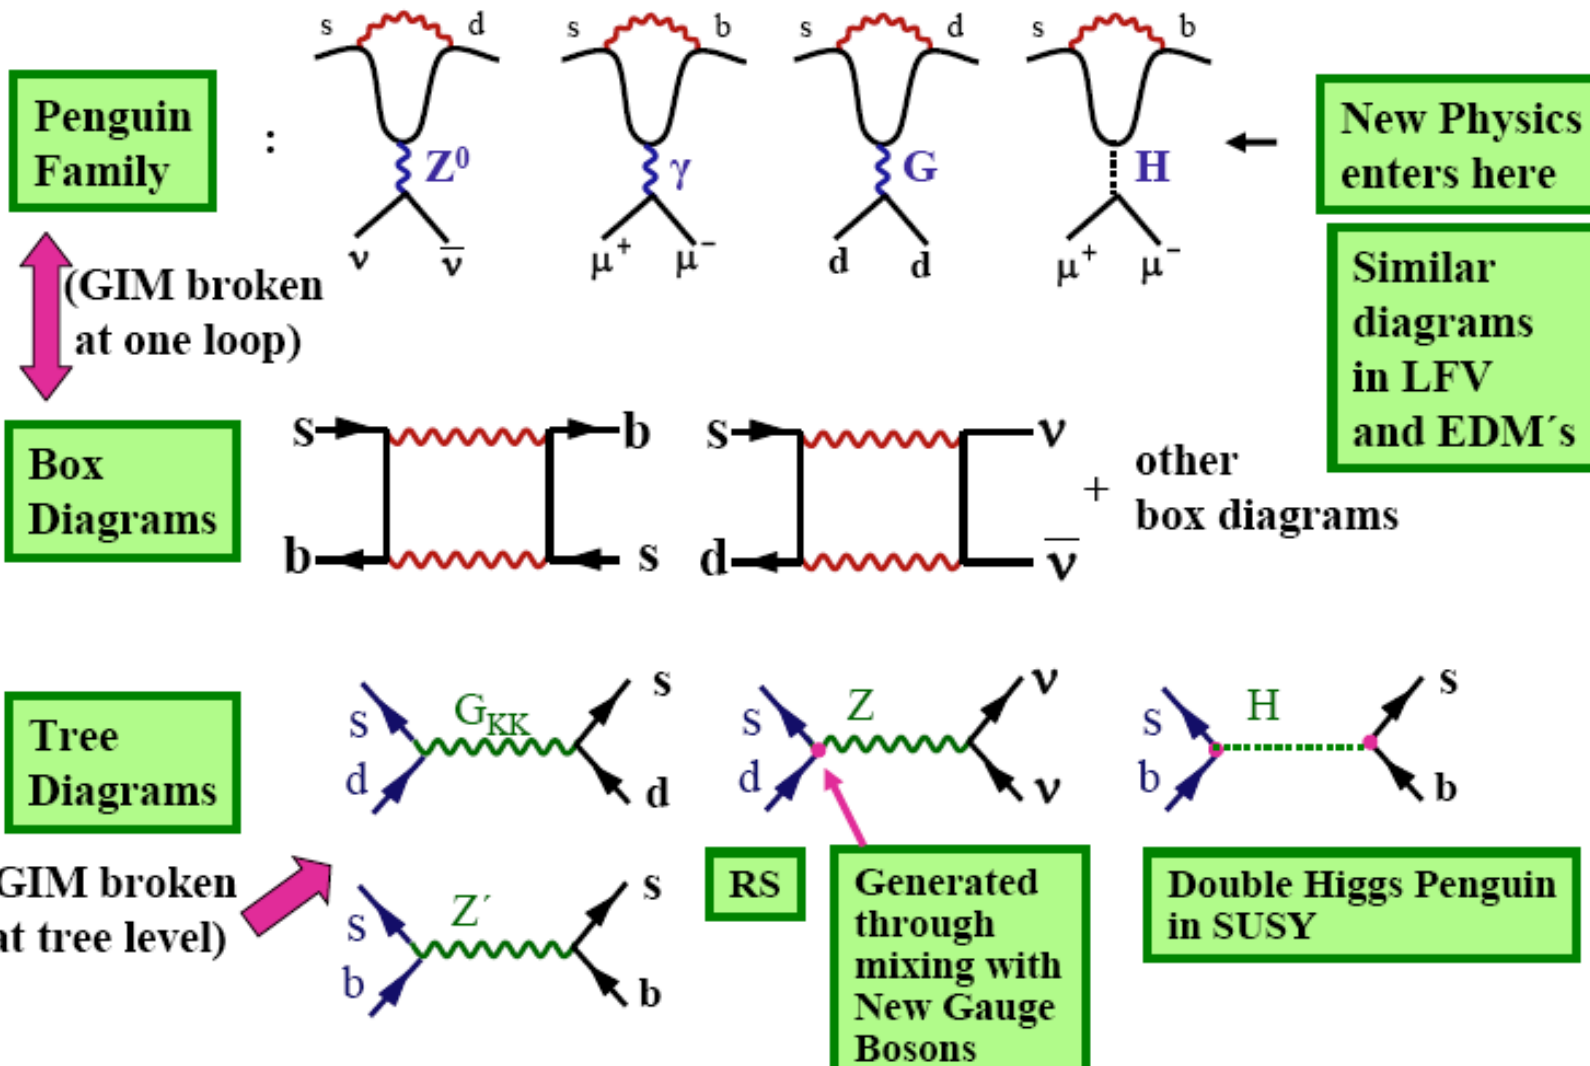 s d s b s d s b
Penguin
Family
:
Z⁰ γ G H
New Physics
enters here
ν ν̅ μ⁺ μ⁻ d d μ⁺ μ⁻
(GIM broken
at one loop)
Similar
diagrams
in LFV
and EDM´s
Box
Diagrams
s b s ν
b s d ν̅
+ other
box diagrams
Tree
Diagrams
s G_KK s
d d
s Z ν
d ν
s H s
b b
GIM broken
at tree level)
s Z´ s
b b
RS
Generated
through
mixing with
New Gauge
Bosons
Double Higgs Penguin
in SUSY